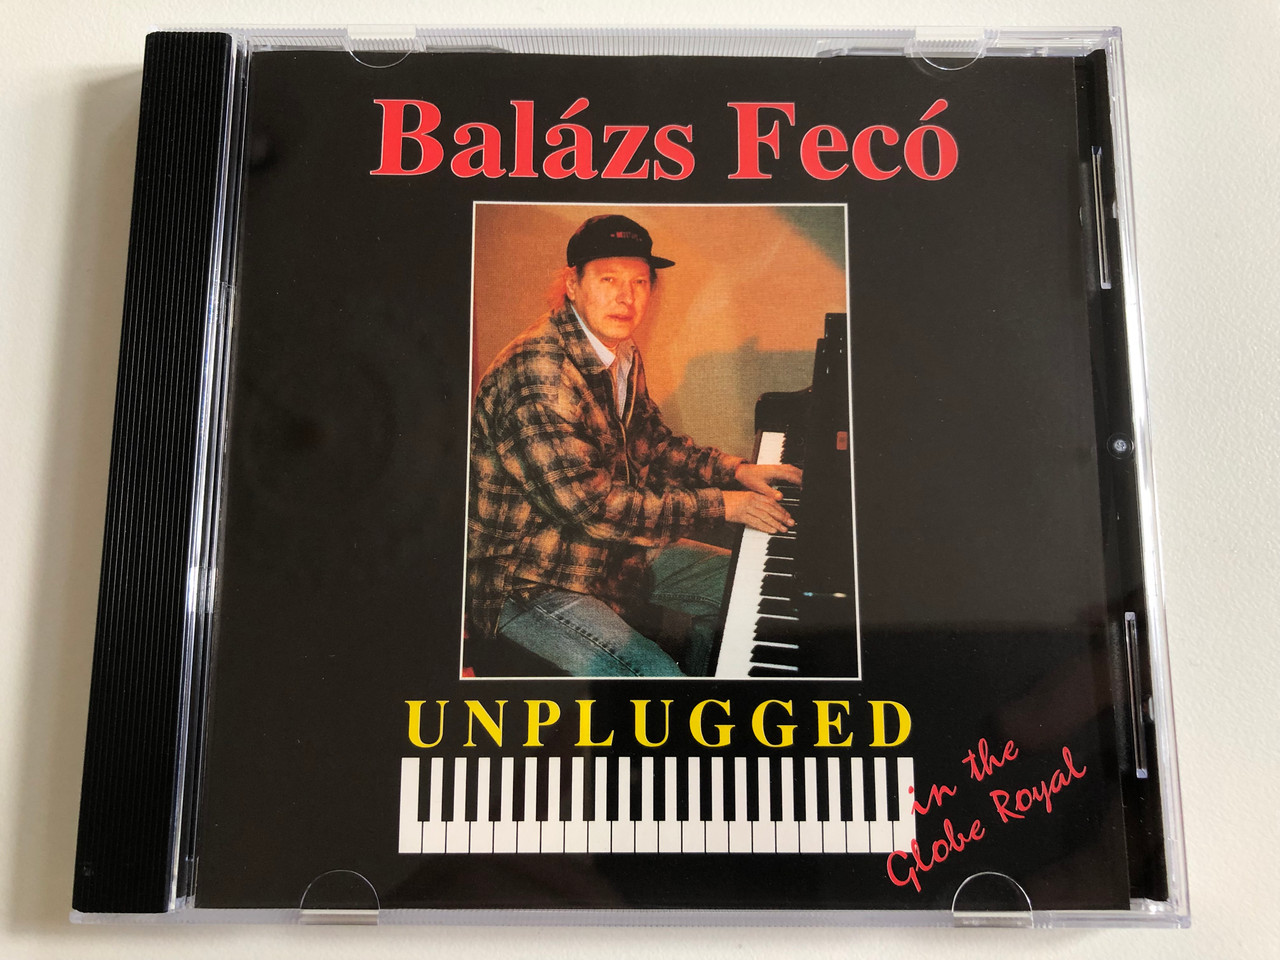 Balázs Fecó
UNPLUGGED
in the
Globe Royal